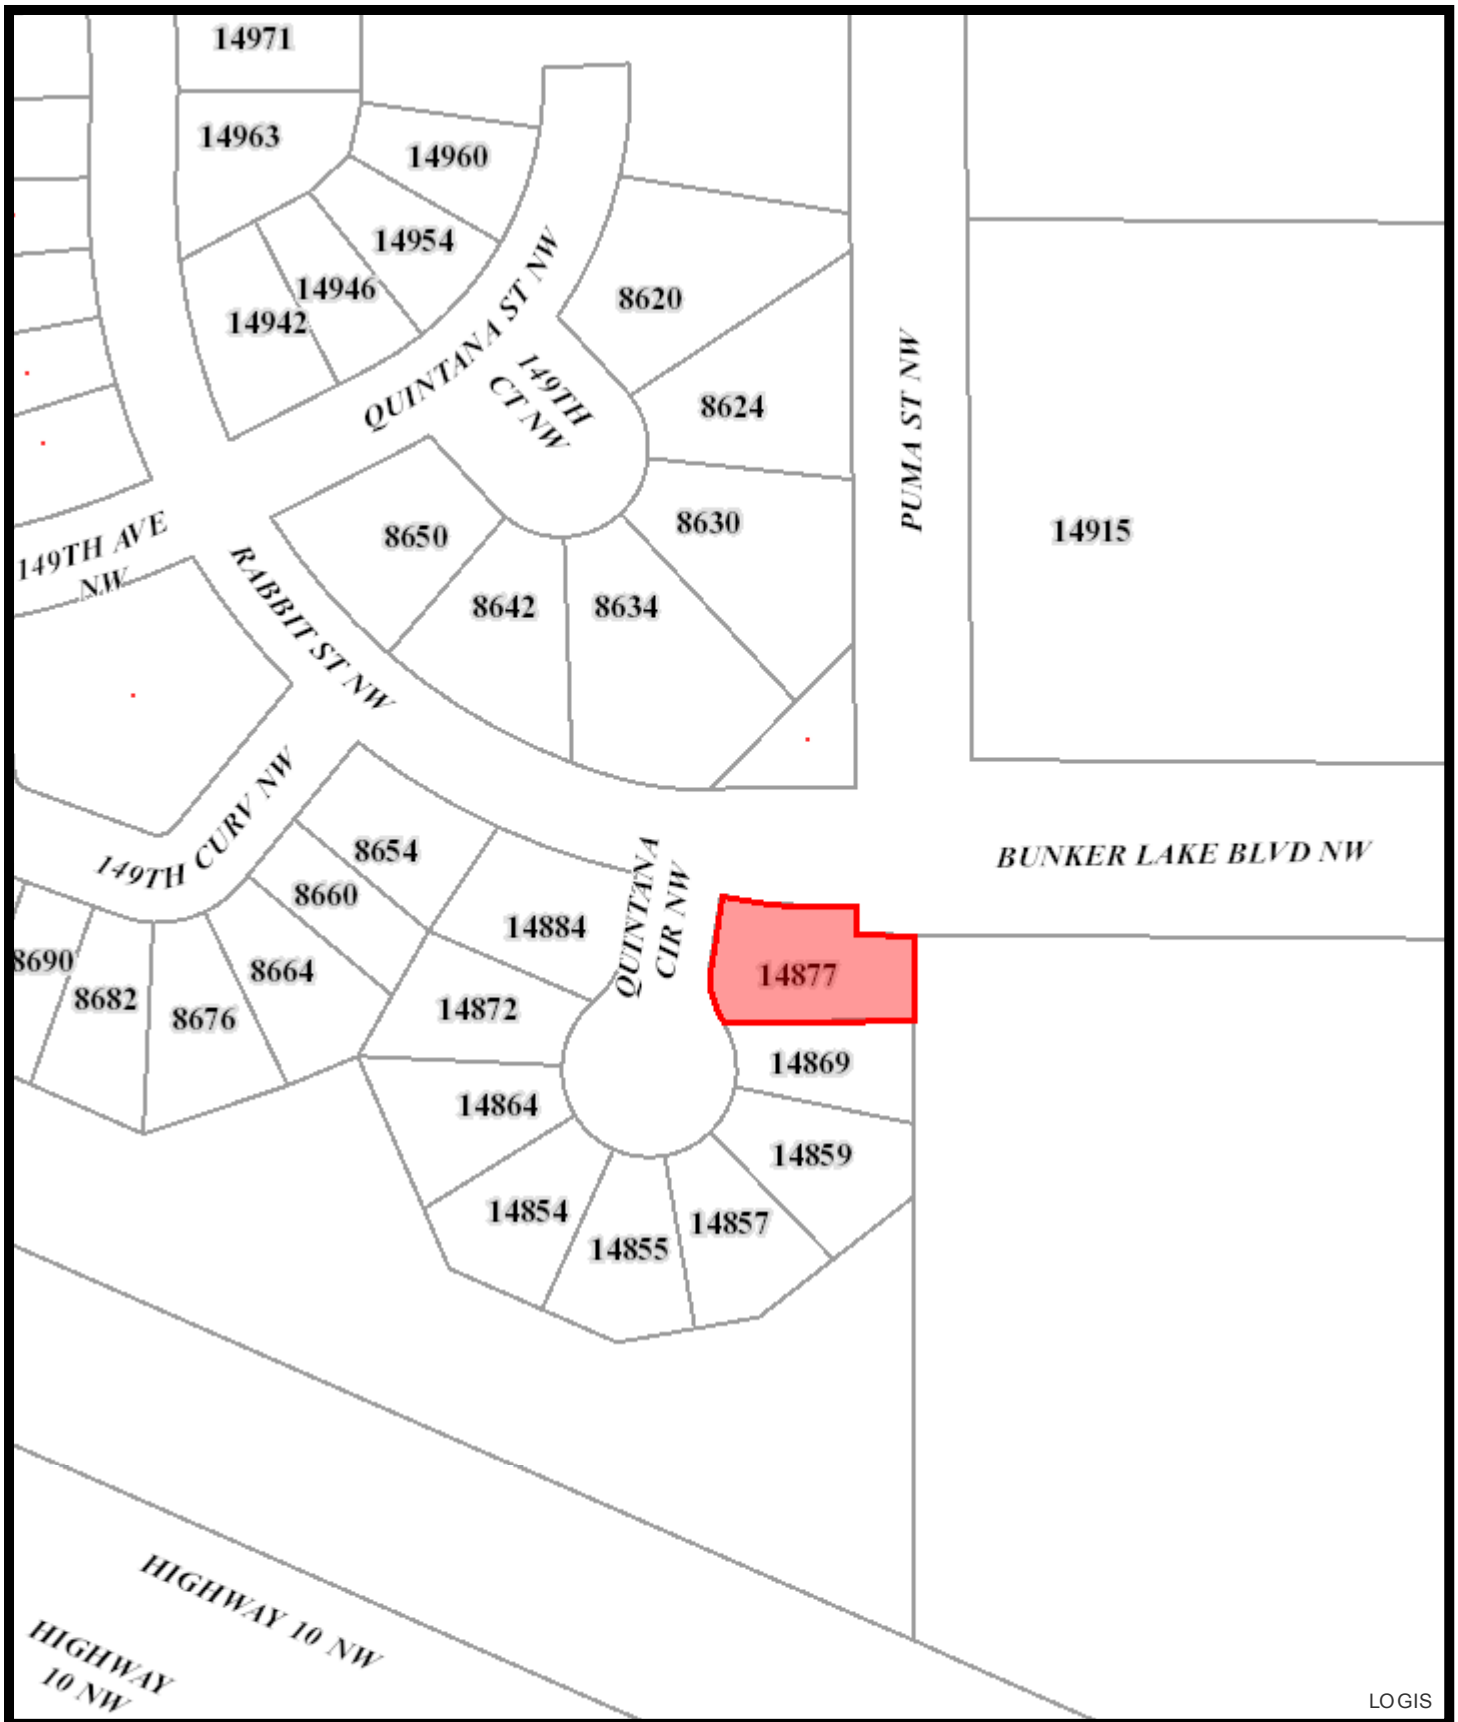 14971
14963
14960
14954
14946
14942
QUINTANA ST NW
8620
149TH
CT NW
8624
PUMA ST NW
8630
14915
8650
149TH AVE
NW
RABBIT ST NW
8642
8634
149TH CURV NW
8654
BUNKER LAKE BLVD NW
8660
QUINTANA
CIR NW
14884
8690
8664
14877
8682
14872
8676
14869
14864
14859
14854
14857
14855
HIGHWAY 10 NW
HIGHWAY
10 NW
LOGIS